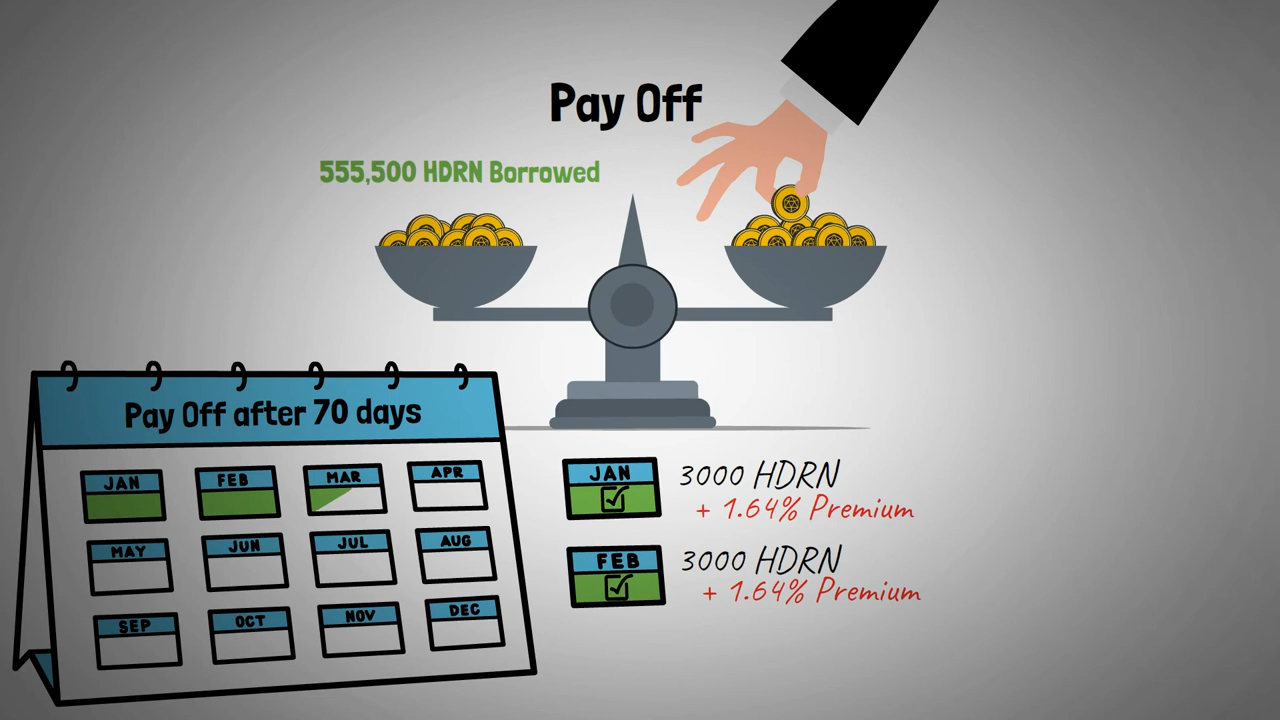 Pay Off
555,500 HDRN Borrowed
Pay Off after 70 days
JAN FEB MAR APR
MAY JUN JUL AUG
SEP OCT NOV DEC
JAN 3000 HDRN
+ 1.64% Premium
FEB 3000 HDRN
+ 1.64% Premium